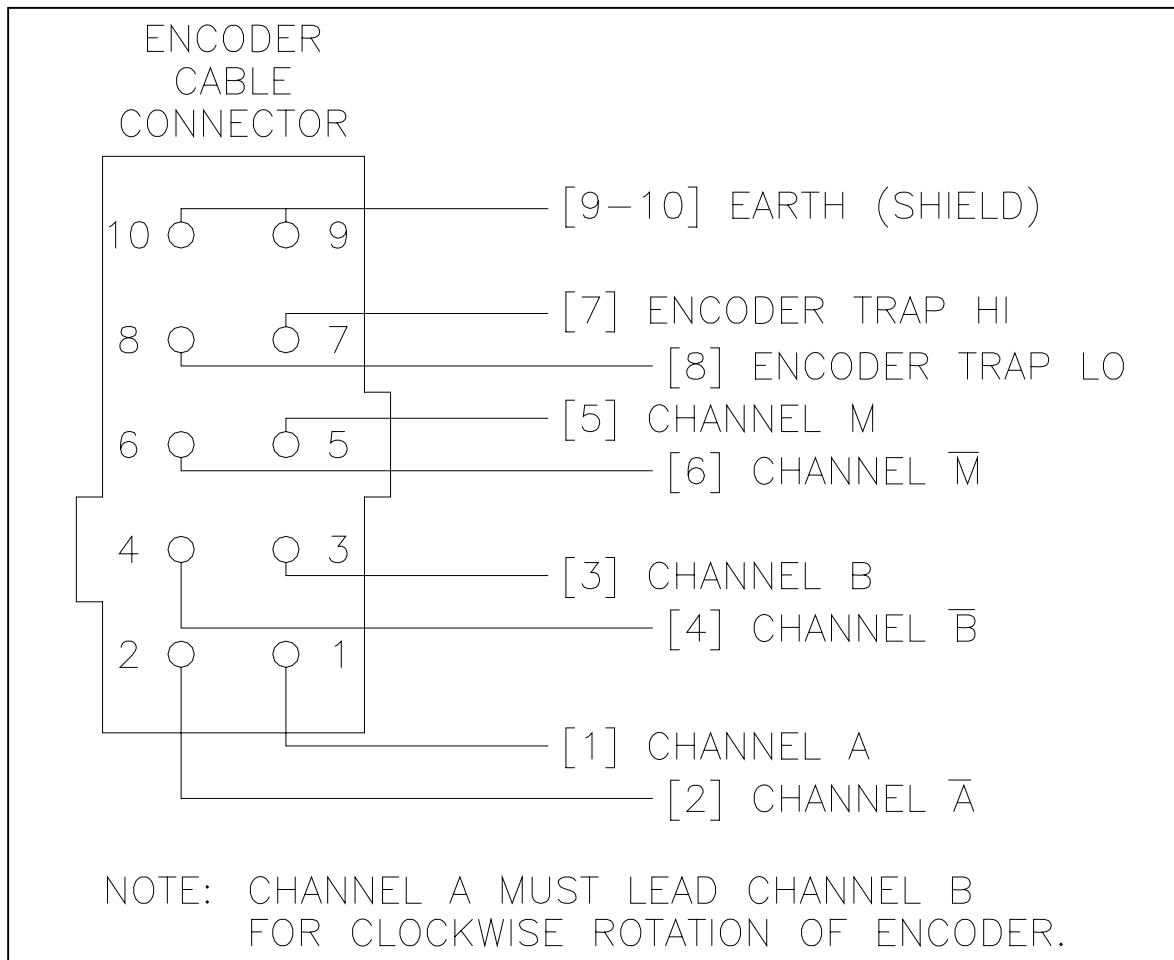 ENCODER
CABLE
CONNECTOR
[9-10] EARTH (SHIELD)
10 9
[7] ENCODER TRAP HI
8 7
[8] ENCODER TRAP LO
[5] CHANNEL M
6 5
[6] CHANNEL M̅
4 3
[3] CHANNEL B
[4] CHANNEL B̅
2 1
[1] CHANNEL A
[2] CHANNEL A̅
NOTE: CHANNEL A MUST LEAD CHANNEL B
FOR CLOCKWISE ROTATION OF ENCODER.